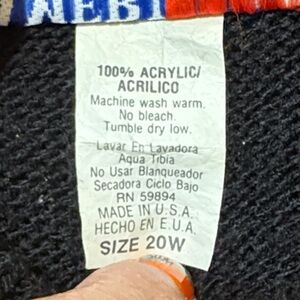 100% ACRYLIC/
ACRILICO
Machine wash warm.
No bleach.
Tumble dry low.
Lavar En Lavadora
Agua Tibia
No Usar Blanqueador
Secadora Ciclo Bajo
RN 59894
MADE IN U.S.A.
HECHO EN E.U.A.
SIZE 20W